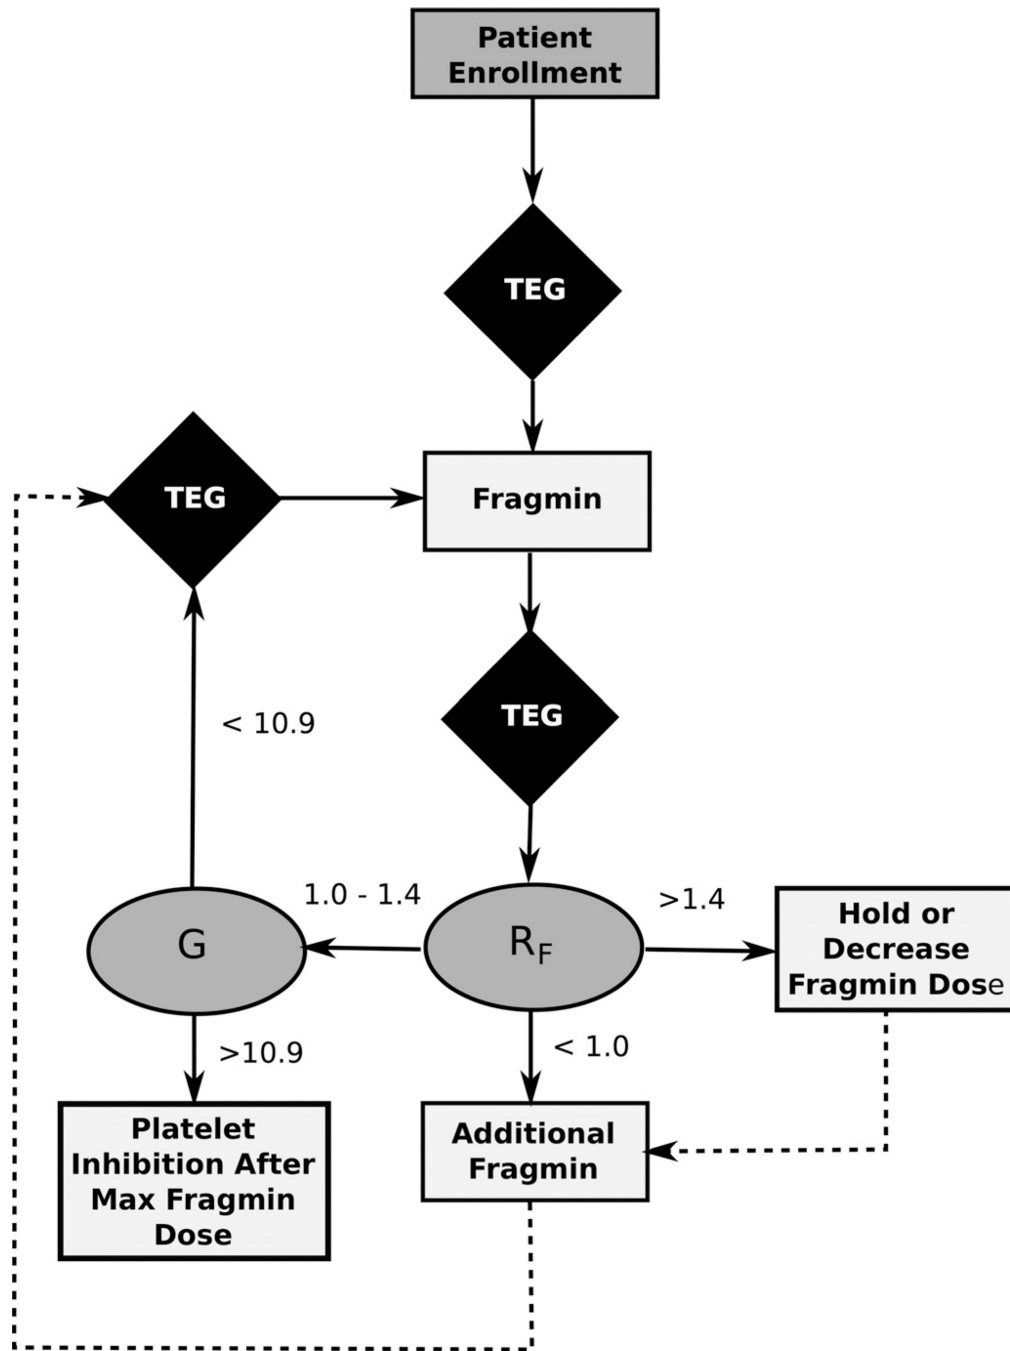 Patient
Enrollment
TEG
TEG
Fragmin
TEG
< 10.9
1.0 - 1.4
>1.4
G
R_F
Hold or
Decrease
Fragmin Dose
>10.9
< 1.0
Platelet
Inhibition After
Max Fragmin
Dose
Additional
Fragmin